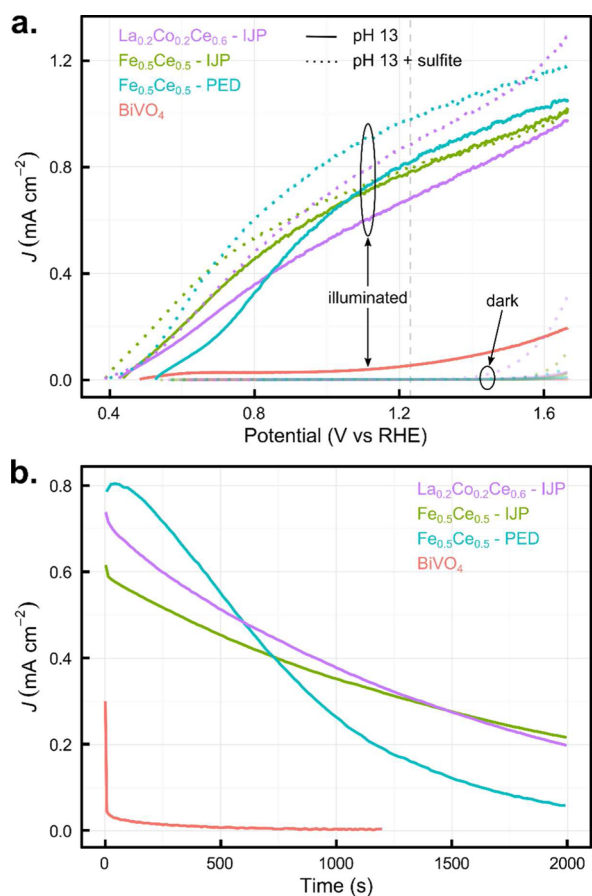 a.
La₀.₂Co₀.₂Ce₀.₆ - IJP
Fe₀.₅Ce₀.₅ - IJP
Fe₀.₅Ce₀.₅ - PED
BiVO₄
pH 13
pH 13 + sulfite
1.2
0.8
0.4
0.0
J (mA cm⁻²)
illuminated
dark
0.4 0.8 1.2 1.6
Potential (V vs RHE)
b.
La₀.₂Co₀.₂Ce₀.₆ - IJP
Fe₀.₅Ce₀.₅ - IJP
Fe₀.₅Ce₀.₅ - PED
BiVO₄
0.8
0.6
0.4
0.2
0.0
J (mA cm⁻²)
0 500 1000 1500 2000
Time (s)